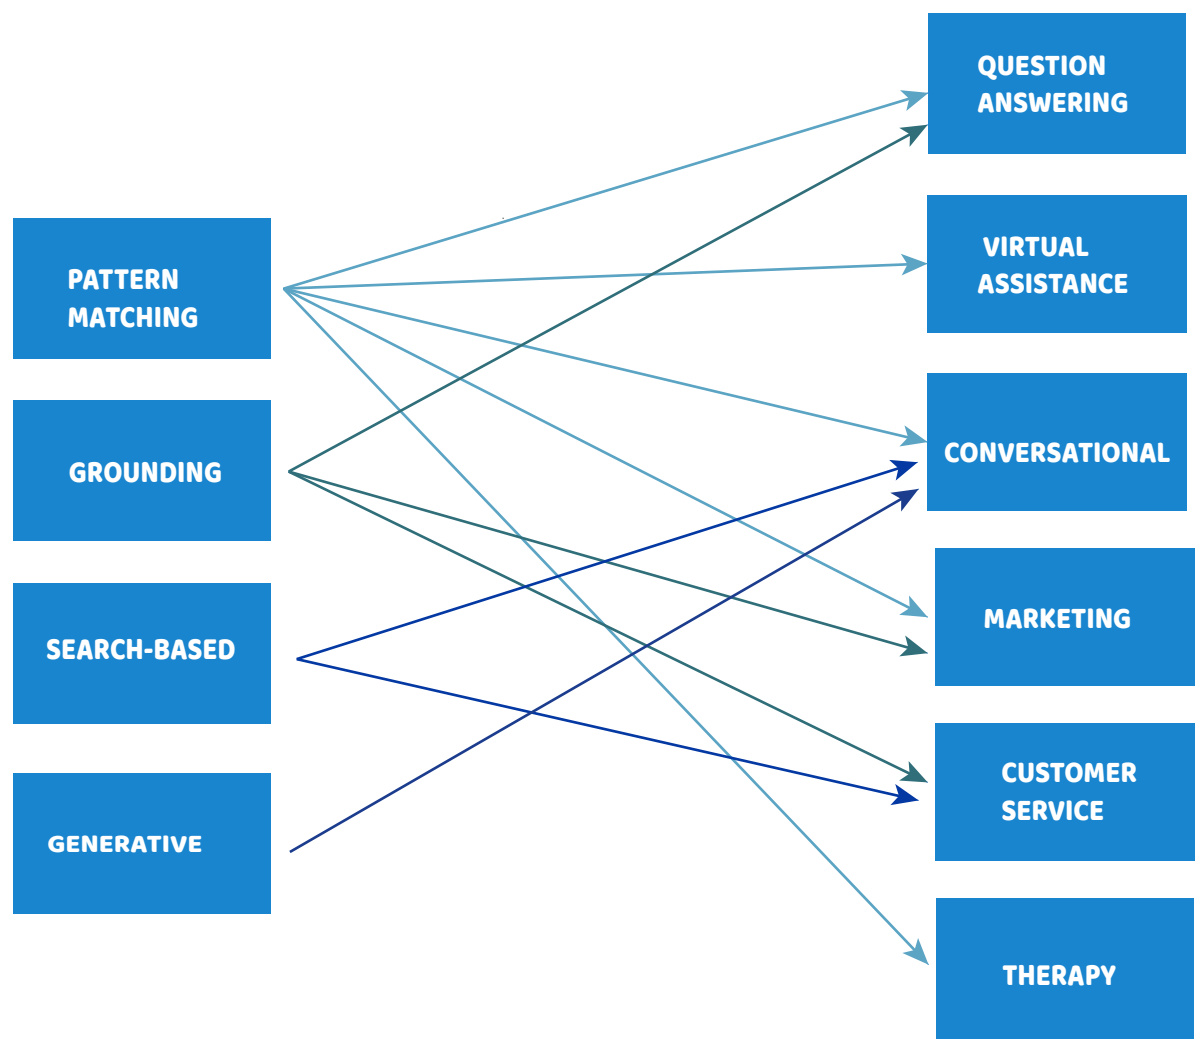 PATTERN
MATCHING
GROUNDING
SEARCH-BASED
GENERATIVE
QUESTION
ANSWERING
VIRTUAL
ASSISTANCE
CONVERSATIONAL
MARKETING
CUSTOMER
SERVICE
THERAPY